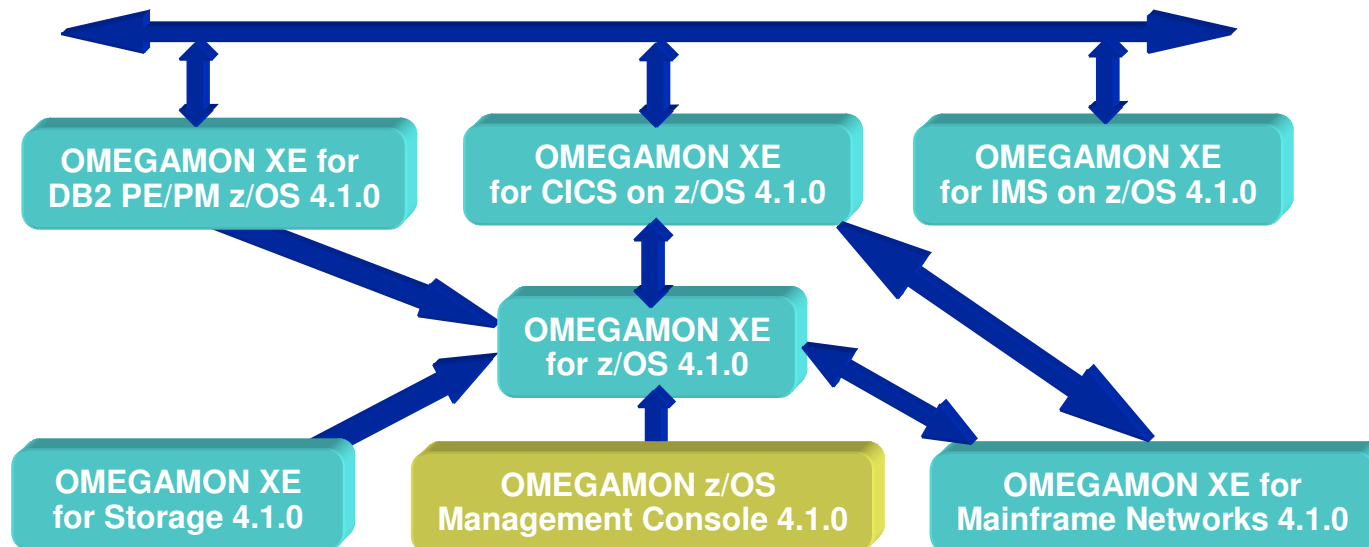 OMEGAMON XE for
DB2 PE/PM z/OS 4.1.0
OMEGAMON XE
for CICS on z/OS 4.1.0
OMEGAMON XE
for IMS on z/OS 4.1.0
OMEGAMON XE
for z/OS 4.1.0
OMEGAMON XE
for Storage 4.1.0
OMEGAMON z/OS
Management Console 4.1.0
OMEGAMON XE for
Mainframe Networks 4.1.0